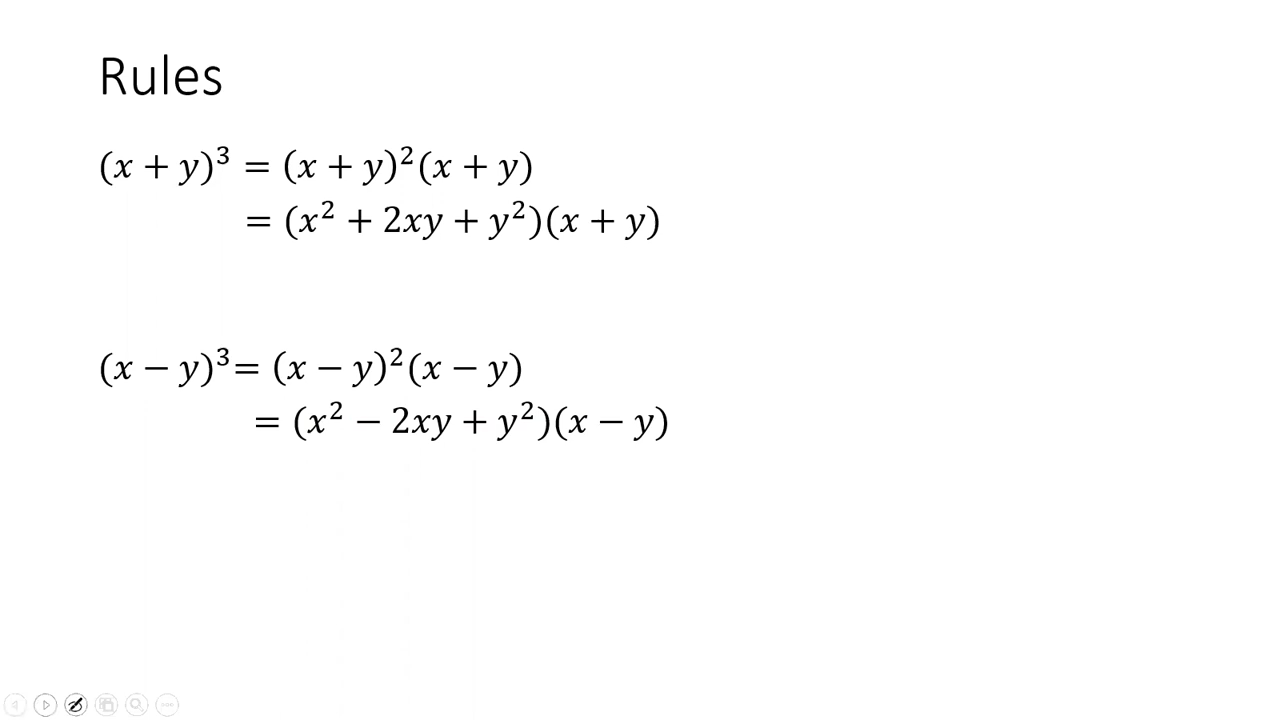 Rules
(x + y)³ = (x + y)²(x + y)
= (x² + 2xy + y²)(x + y)
(x − y)³= (x − y)²(x − y)
= (x² − 2xy + y²)(x − y)